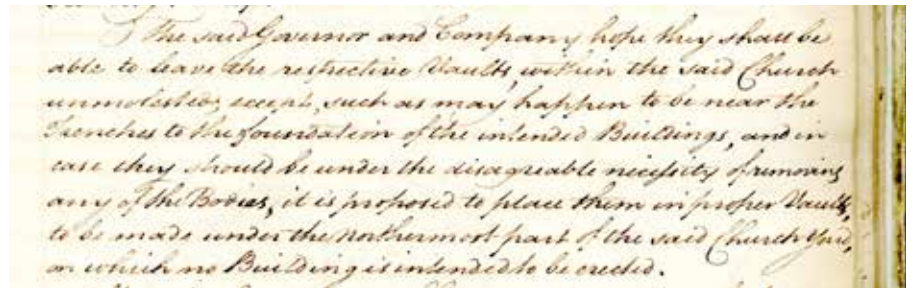 The said Governor and Company hope they shall be
able to leave the respective Vaults, within the said Church
unmolested, except, such as may happen to be near the
Trenches to the foundation of the intended Buildings, and in
case they should be under the disagreable necessity of removing
any of the Bodies, it is proposed to place them in proper Vaults,
to be made under the northermost part of the said Church Yard,
on which no Building is intended to be erected.